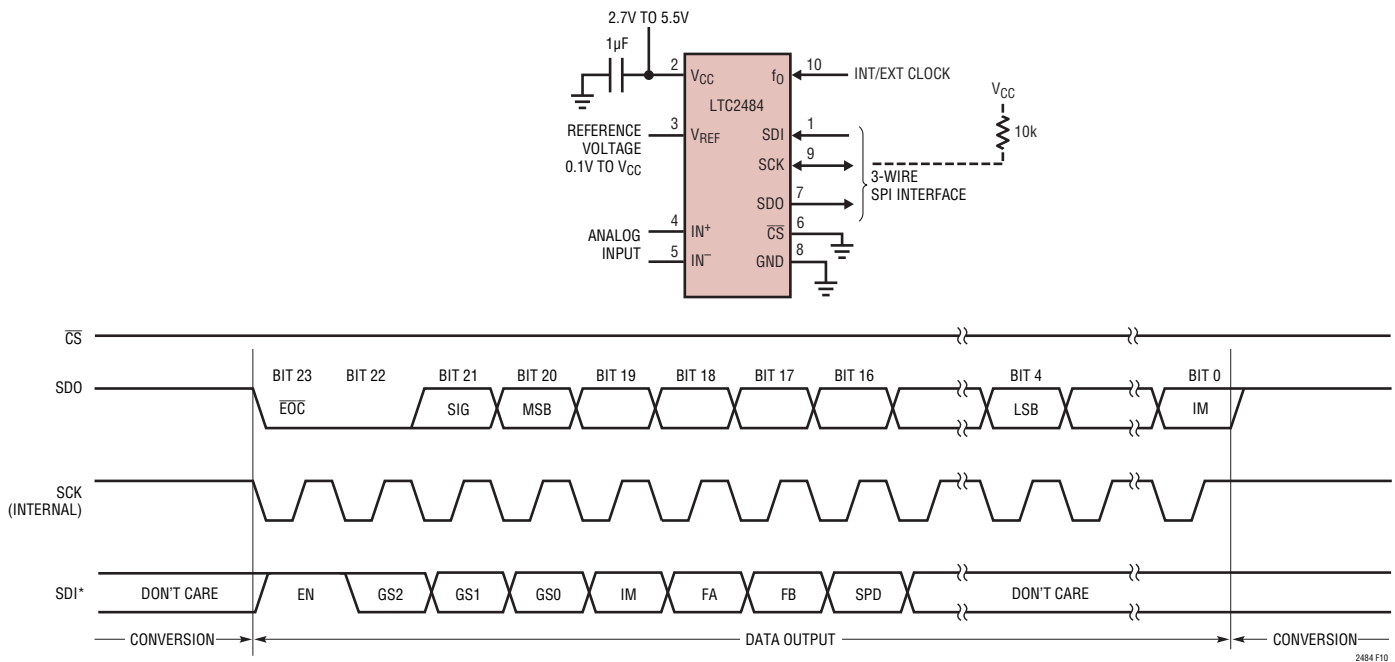 2.7V TO 5.5V
1µF
2
VCC
fO
10
INT/EXT CLOCK
LTC2484
VCC
10k
REFERENCE
VOLTAGE
0.1V TO VCC
3
VREF
SDI
1
SCK
9
3-WIRE
SPI INTERFACE
SDO
7
ANALOG
INPUT
4
IN+
5
IN–
CS
6
GND
8
CS
SDO
BIT 23
BIT 22
BIT 21
BIT 20
BIT 19
BIT 18
BIT 17
BIT 16
BIT 4
BIT 0
EOC
SIG
MSB
LSB
IM
SCK
(INTERNAL)
SDI*
DON'T CARE
EN
GS2
GS1
GS0
IM
FA
FB
SPD
DON'T CARE
CONVERSION
DATA OUTPUT
CONVERSION
2484 F10